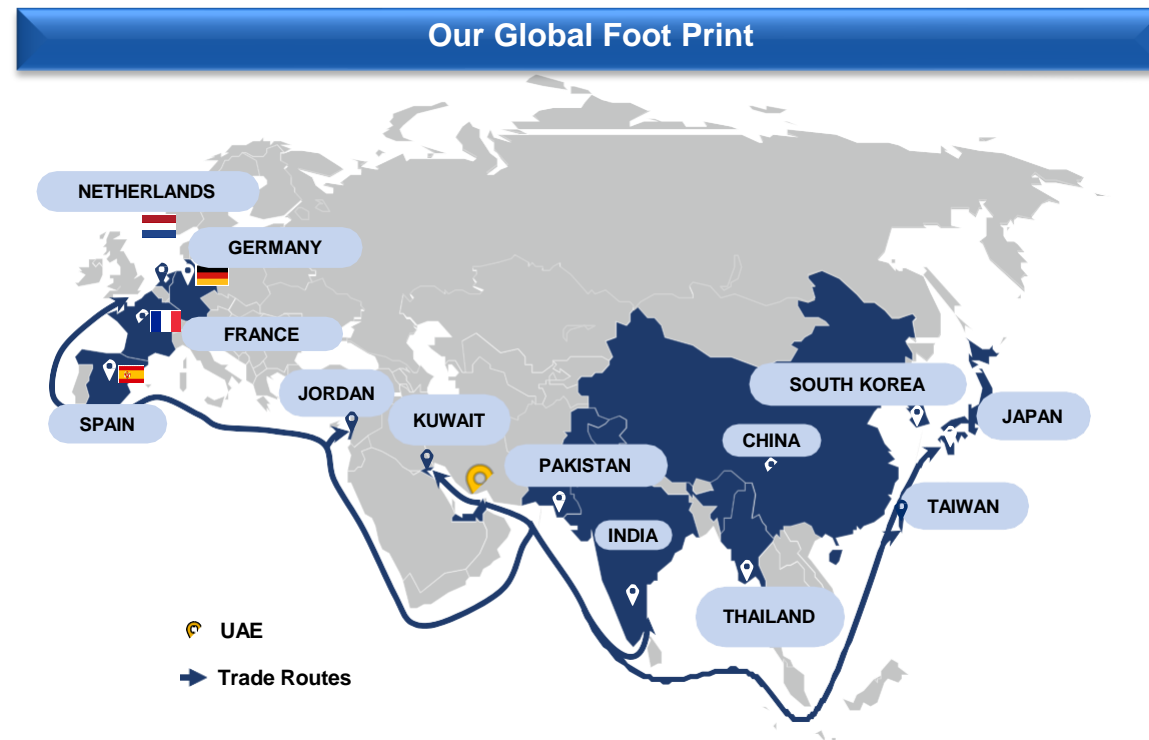 Our Global Foot Print
NETHERLANDS
GERMANY
FRANCE
SPAIN
JORDAN
KUWAIT
PAKISTAN
INDIA
CHINA
SOUTH KOREA
JAPAN
TAIWAN
THAILAND
UAE
Trade Routes